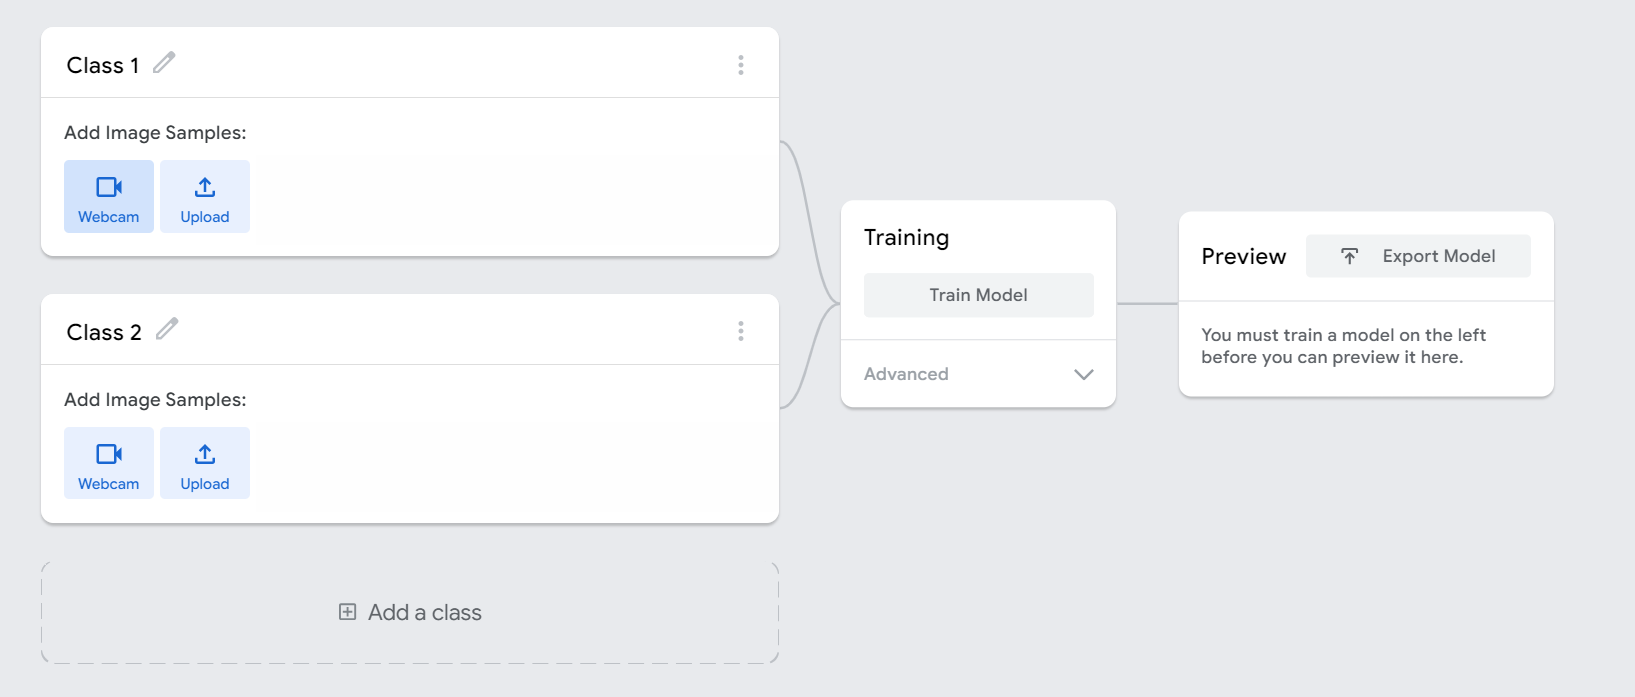 Class 1
Add Image Samples:
Webcam
Upload
Class 2
Add Image Samples:
Webcam
Upload
Add a class
Training
Train Model
Advanced
Preview
Export Model
You must train a model on the left
before you can preview it here.